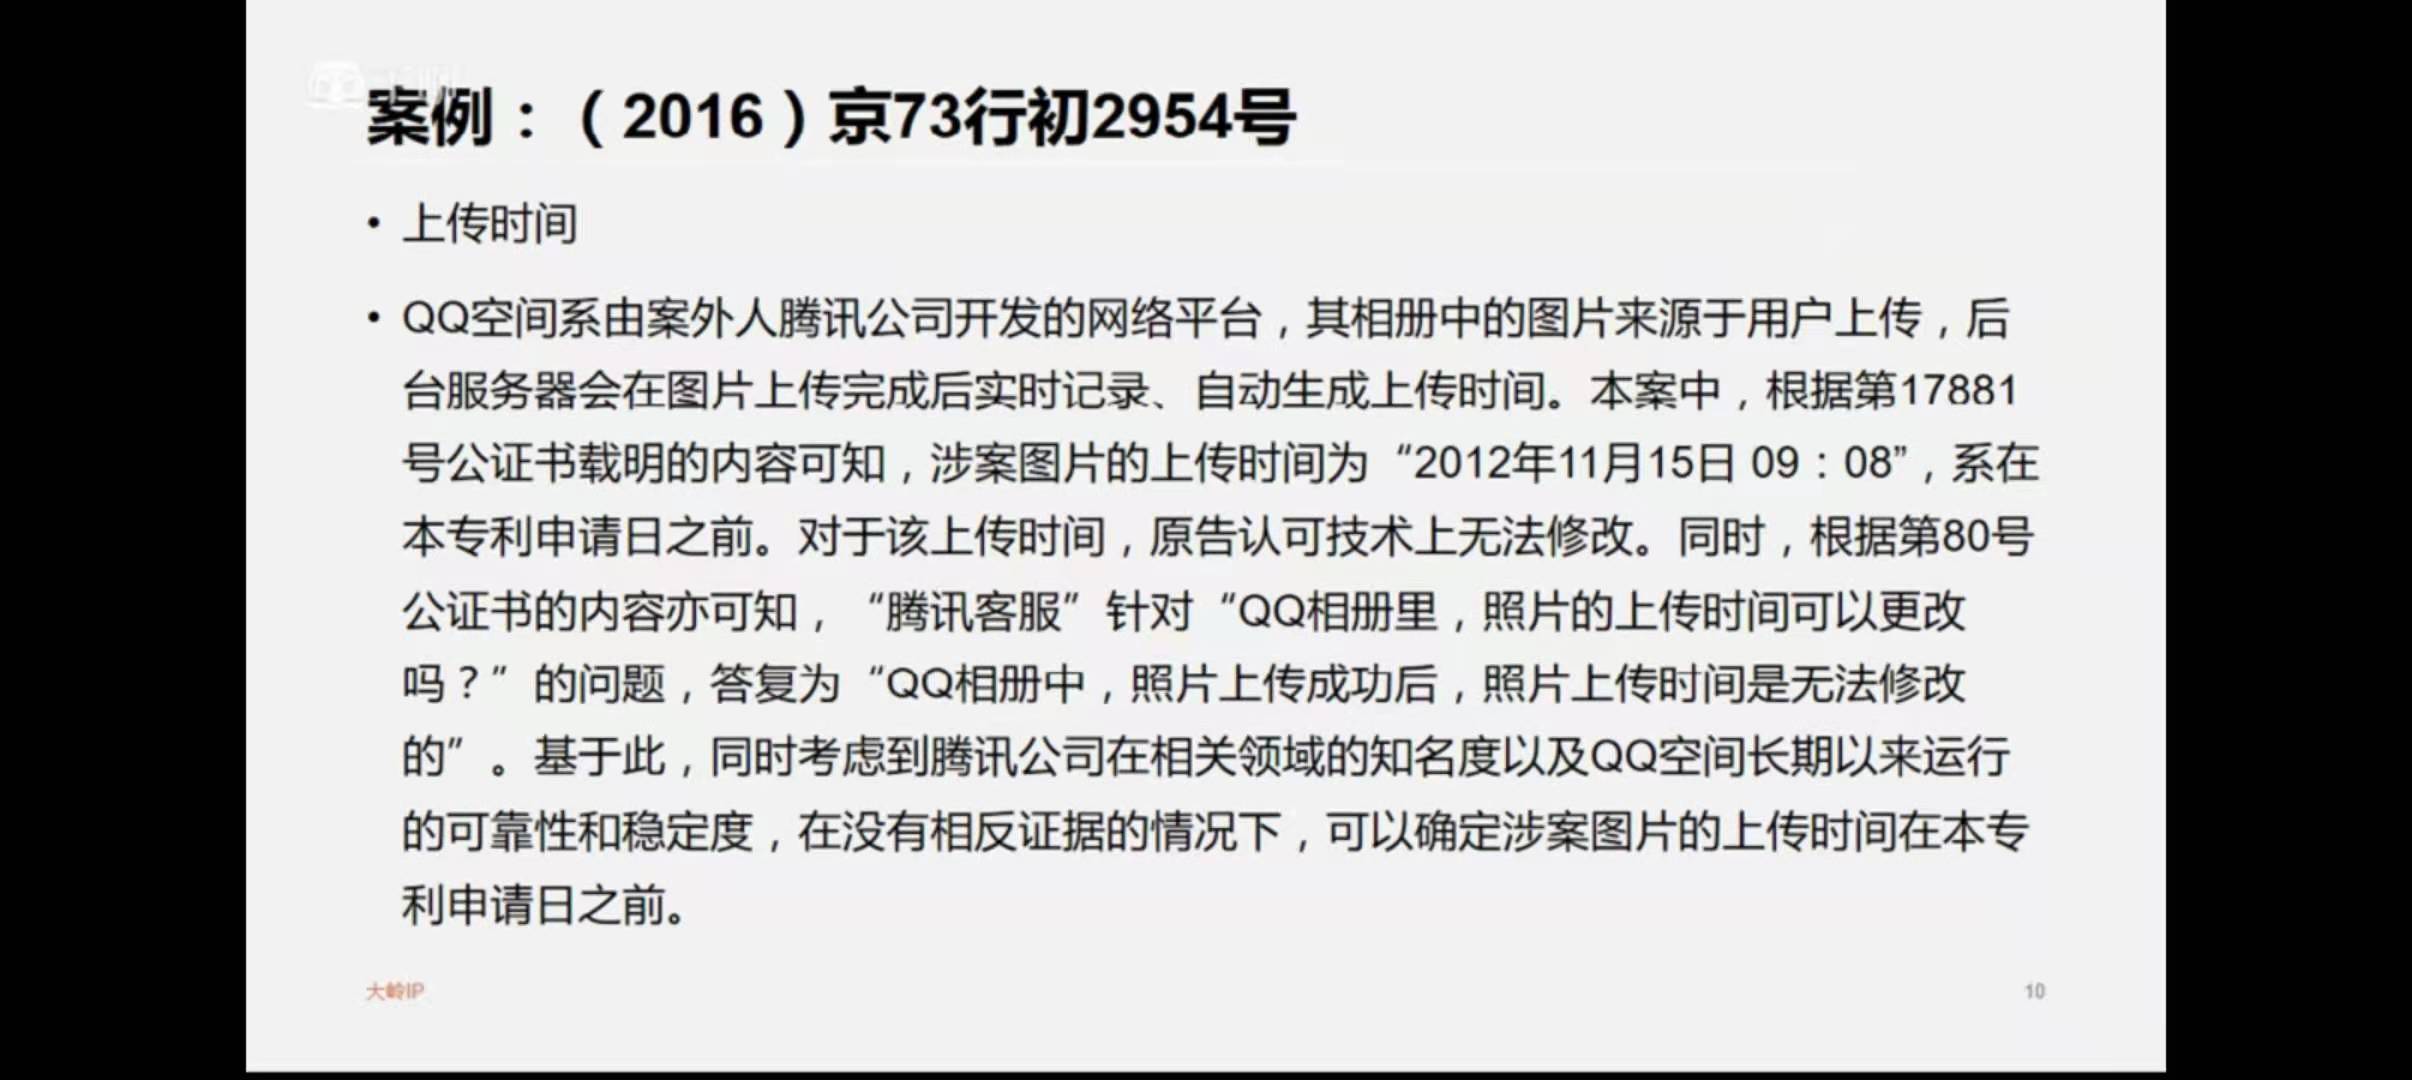 案例：（2016）京73行初2954号
• 上传时间
• QQ空间系由案外人腾讯公司开发的网络平台，其相册中的图片来源于用户上传，后
台服务器会在图片上传完成后实时记录、自动生成上传时间。本案中，根据第17881
号公证书载明的内容可知，涉案图片的上传时间为“2012年11月15日 09：08”，系在
本专利申请日之前。对于该上传时间，原告认可技术上无法修改。同时，根据第80号
公证书的内容亦可知，“腾讯客服”针对“QQ相册里，照片的上传时间可以更改
吗？”的问题，答复为“QQ相册中，照片上传成功后，照片上传时间是无法修改
的”。基于此，同时考虑到腾讯公司在相关领域的知名度以及QQ空间长期以来运行
的可靠性和稳定度，在没有相反证据的情况下，可以确定涉案图片的上传时间在本专
利申请日之前。
大岭IP
10